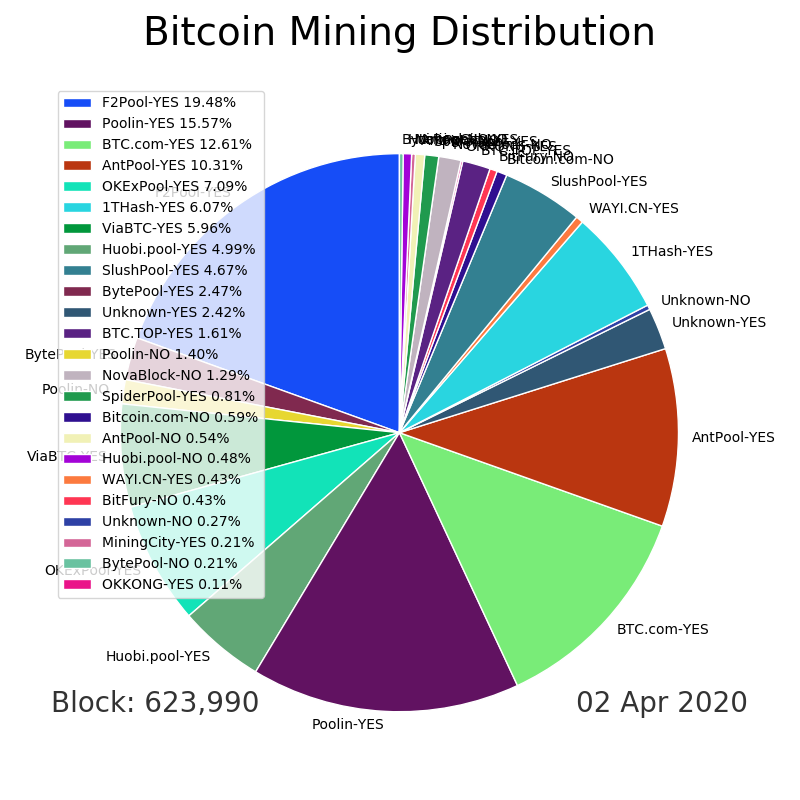 Bitcoin Mining Distribution
F2Pool-YES 19.48%
Poolin-YES 15.57%
BTC.com-YES 12.61%
AntPool-YES 10.31%
OKExPool-YES 7.09%
1THash-YES 6.07%
ViaBTC-YES 5.96%
Huobi.pool-YES 4.99%
SlushPool-YES 4.67%
BytePool-YES 2.47%
Unknown-YES 2.42%
BTC.TOP-YES 1.61%
Poolin-NO 1.40%
NovaBlock-NO 1.29%
SpiderPool-YES 0.81%
Bitcoin.com-NO 0.59%
AntPool-NO 0.54%
Huobi.pool-NO 0.48%
WAYI.CN-YES 0.43%
BitFury-NO 0.43%
Unknown-NO 0.27%
MiningCity-YES 0.21%
BytePool-NO 0.21%
OKKONG-YES 0.11%
Bitcoin.com-NO
SlushPool-YES
WAYI.CN-YES
1THash-YES
Unknown-NO
Unknown-YES
AntPool-YES
BTC.com-YES
Poolin-YES
Huobi.pool-YES
OKExPool-YES
ViaBTC-YES
Poolin-NO
F2Pool-YES
Block: 623,990
02 Apr 2020